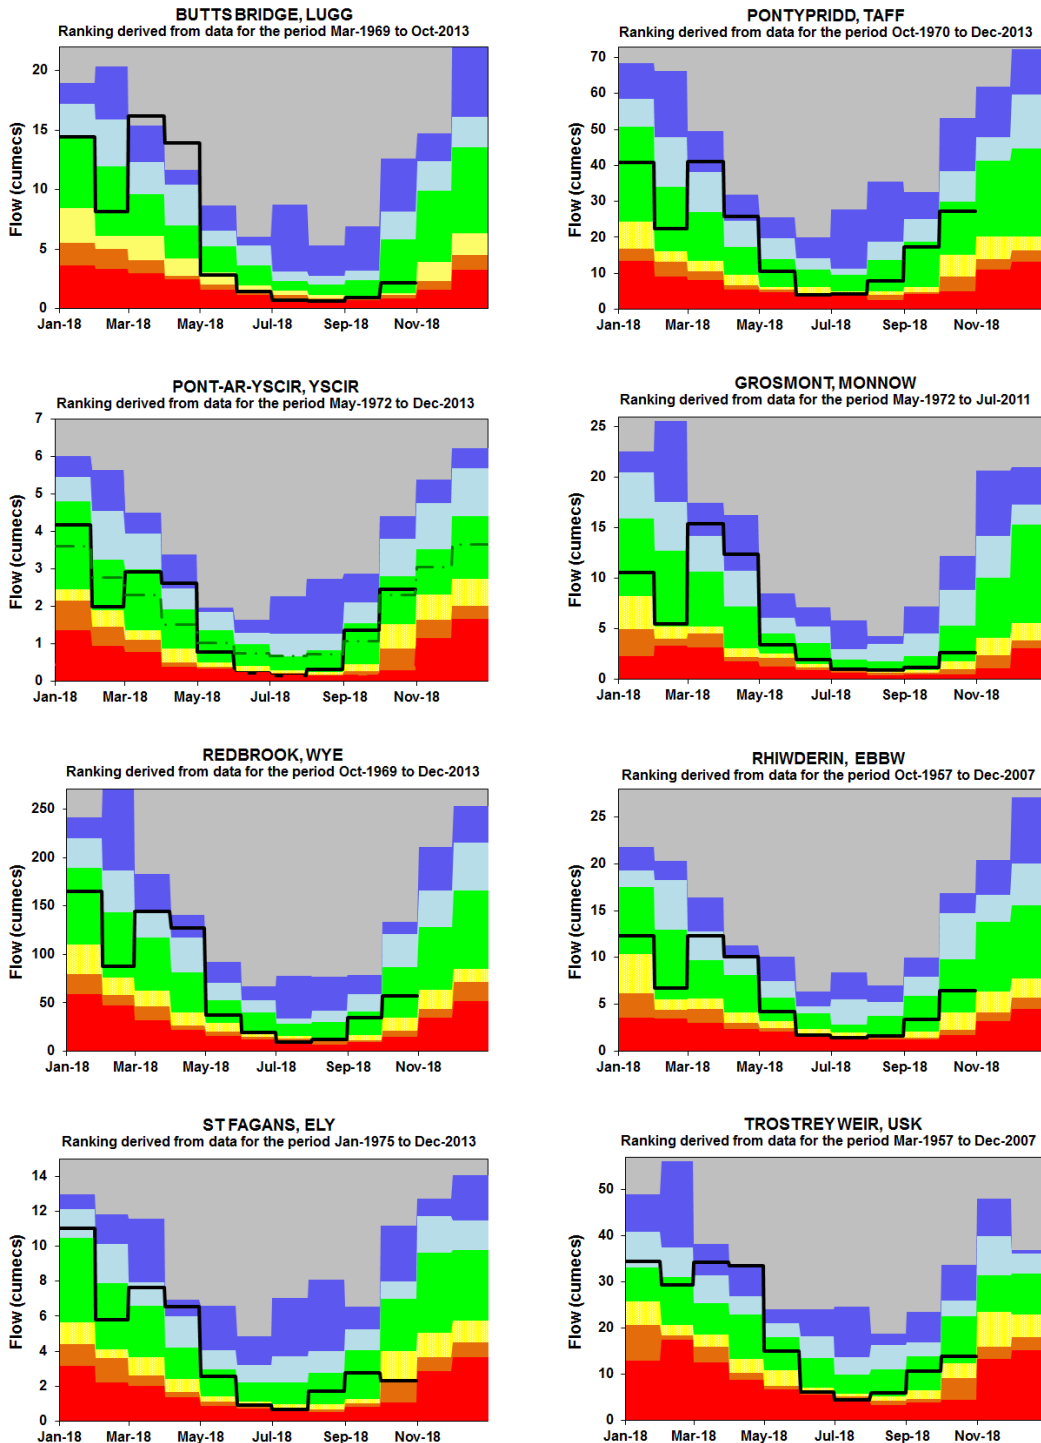 BUTTS BRIDGE, LUGG
Ranking derived from data for the period Mar-1969 to Oct-2013
Flow (cumecs)
20
15
10
5
0
Jan-18 Mar-18 May-18 Jul-18 Sep-18 Nov-18
PONTYPRIDD, TAFF
Ranking derived from data for the period Oct-1970 to Dec-2013
Flow (cumecs)
70
60
50
40
30
20
10
0
Jan-18 Mar-18 May-18 Jul-18 Sep-18 Nov-18
PONT-AR-YSCIR, YSCIR
Ranking derived from data for the period May-1972 to Dec-2013
Flow (cumecs)
7
6
5
4
3
2
1
0
Jan-18 Mar-18 May-18 Jul-18 Sep-18 Nov-18
GROSMONT, MONNOW
Ranking derived from data for the period May-1972 to Jul-2011
Flow (cumecs)
25
20
15
10
5
0
Jan-18 Mar-18 May-18 Jul-18 Sep-18 Nov-18
REDBROOK, WYE
Ranking derived from data for the period Oct-1969 to Dec-2013
Flow (cumecs)
250
200
150
100
50
0
Jan-18 Mar-18 May-18 Jul-18 Sep-18 Nov-18
RHIWDERIN, EBBW
Ranking derived from data for the period Oct-1957 to Dec-2007
Flow (cumecs)
25
20
15
10
5
0
Jan-18 Mar-18 May-18 Jul-18 Sep-18 Nov-18
ST FAGANS, ELY
Ranking derived from data for the period Jan-1975 to Dec-2013
Flow (cumecs)
14
12
10
8
6
4
2
0
Jan-18 Mar-18 May-18 Jul-18 Sep-18 Nov-18
TROSTREY WEIR, USK
Ranking derived from data for the period Mar-1957 to Dec-2007
Flow (cumecs)
50
40
30
20
10
0
Jan-18 Mar-18 May-18 Jul-18 Sep-18 Nov-18